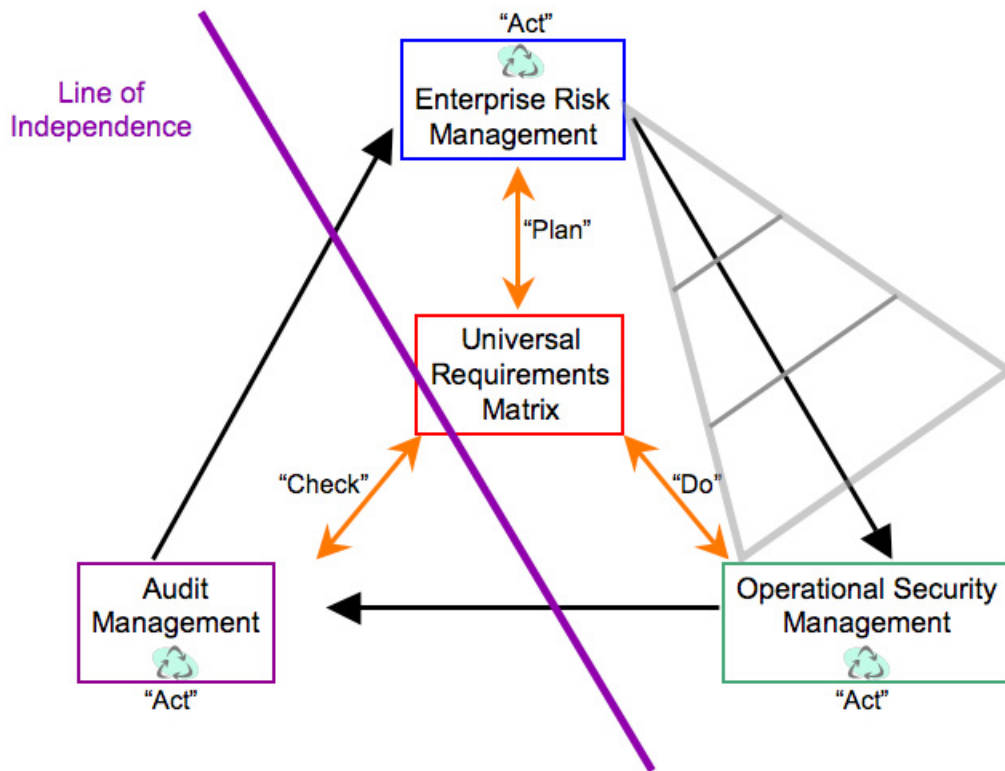 “Act”
Line of
Independence
Enterprise Risk
Management
“Plan”
Universal
Requirements
Matrix
“Check”
“Do”
Audit
Management
“Act”
Operational Security
Management
“Act”